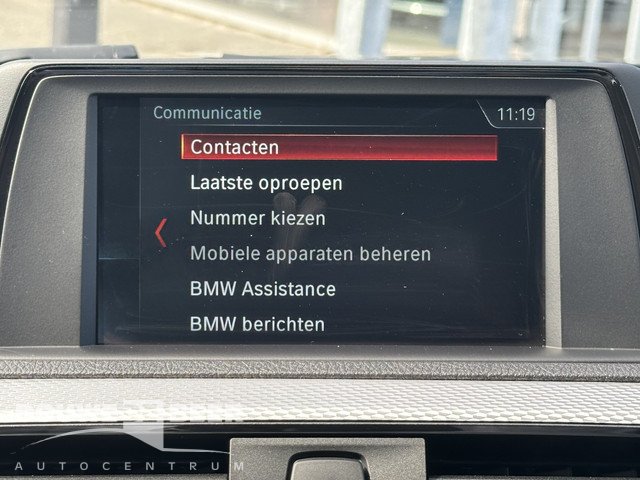 Communicatie 11:19
Contacten
Laatste oproepen
Nummer kiezen
Mobiele apparaten beheren
BMW Assistance
BMW berichten
AUTOCENTRUM